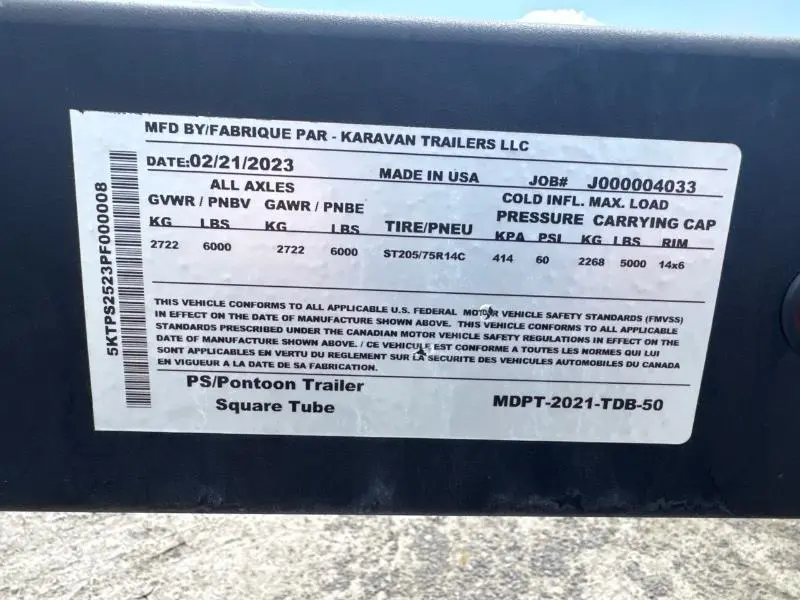 MFD BY/FABRIQUE PAR - KARAVAN TRAILERS LLC
DATE:02/21/2023 MADE IN USA JOB# J000004033
ALL AXLES COLD INFL. MAX. LOAD
GVWR / PNBV GAWR / PNBE TIRE/PNEU PRESSURE CARRYING CAP
KG LBS KG LBS KPA PSI KG LBS RIM
2722 6000 2722 6000 ST205/75R14C 414 60 2268 5000 14x6
THIS VEHICLE CONFORMS TO ALL APPLICABLE U.S. FEDERAL MOTOR VEHICLE SAFETY STANDARDS (FMVSS)
IN EFFECT ON THE DATE OF MANUFACTURE SHOWN ABOVE. THIS VEHICLE CONFORMS TO ALL APPLICABLE
STANDARDS PRESCRIBED UNDER THE CANADIAN MOTOR VEHICLE SAFETY REGULATIONS IN EFFECT ON THE
DATE OF MANUFACTURE SHOWN ABOVE. / CE VEHICULE EST CONFORME A TOUTES LES NORMES QUI LUI
SONT APPLICABLES EN VERTU DU REGLEMENT SUR LA SECURITE DES VEHICULES AUTOMOBILES DU CANADA
EN VIGUEUR A LA DATE DE SA FABRICATION.
PS/Pontoon Trailer
Square Tube MDPT-2021-TDB-50
5KTPS2523PF000008